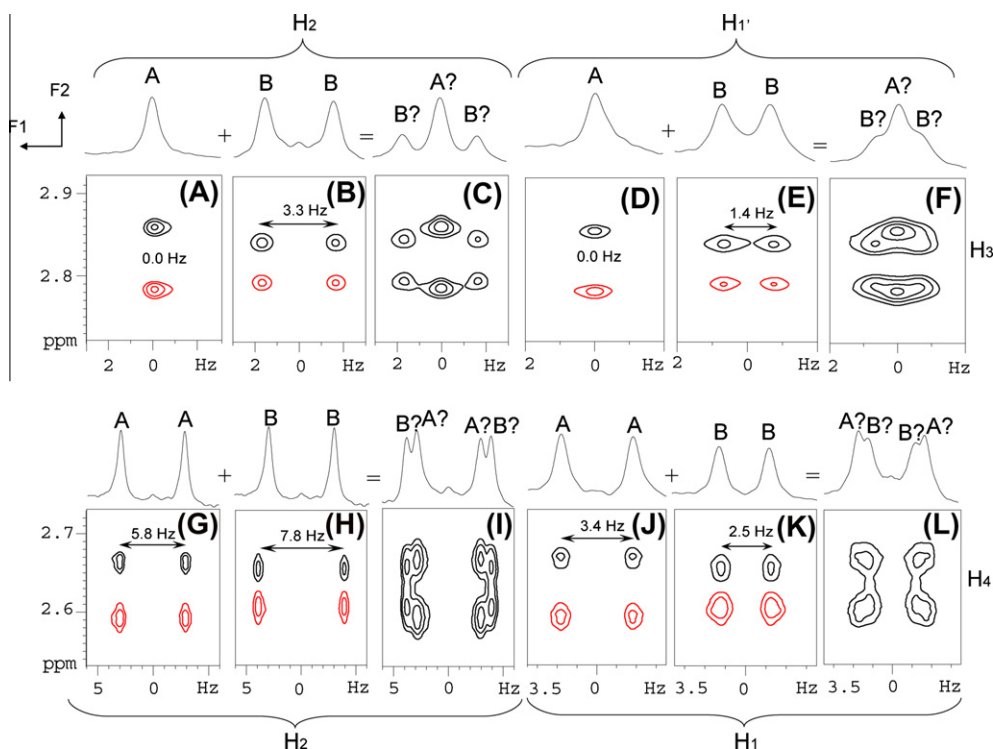 H2 H1'
A B B A? B? B? A B B A? B? B?
F2
F1
+ = + =
(A) (B) (C) (D) (E) (F)
2.9
3.3 Hz 1.4 Hz
0.0 Hz 0.0 Hz H3
2.8
ppm
2 0 Hz 2 0 Hz 2 0 Hz 2 0 Hz 2 0 Hz 2 0 Hz
A A B B B? A? A? B? A A B B A? B? B? A?
+ = + =
(G) (H) (I) (J) (K) (L)
2.7
5.8 Hz 7.8 Hz 3.4 Hz 2.5 Hz
H4
2.6
ppm
5 0 Hz 5 0 Hz 5 0 Hz 3.5 0 Hz 3.5 0 Hz 3.5 0 Hz
H2 H1